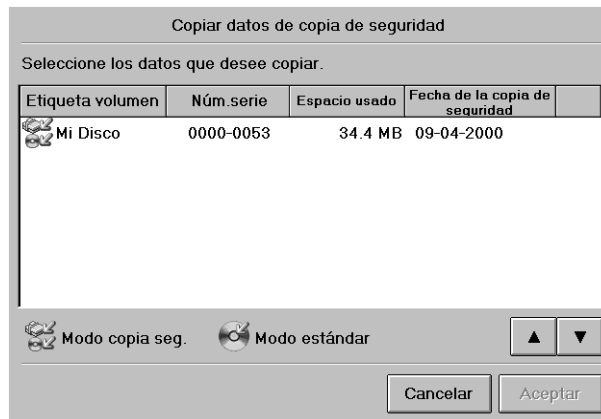 Copiar datos de copia de seguridad
Seleccione los datos que desee copiar.
Etiqueta volumen Núm.serie Espacio usado Fecha de la copia de
seguridad
Mi Disco 0000-0053 34.4 MB 09-04-2000
Modo copia seg. Modo estándar
Cancelar Aceptar